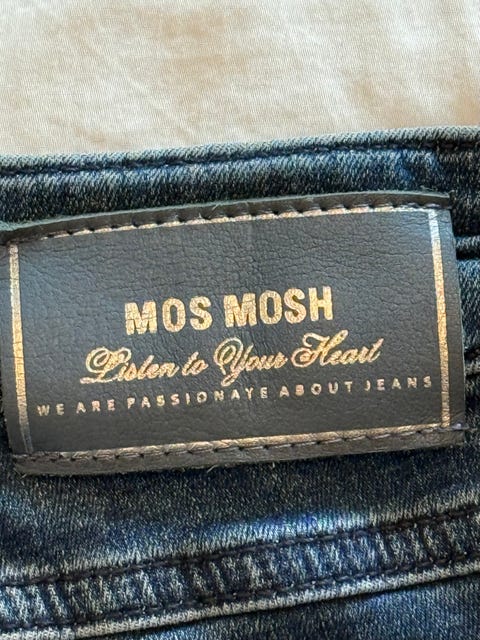 MOS MOSH
Listen to Your Heart
WE ARE PASSIONAYE ABOUT JEANS